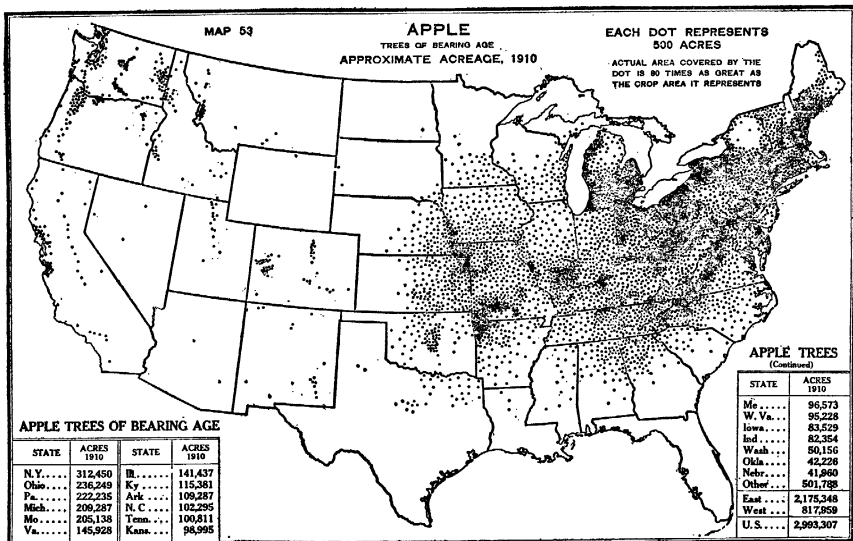 MAP 53
APPLE
TREES OF BEARING AGE
APPROXIMATE ACREAGE, 1910
EACH DOT REPRESENTS
500 ACRES
ACTUAL AREA COVERED BY THE
DOT IS 80 TIMES AS GREAT AS
THE CROP AREA IT REPRESENTS
APPLE TREES OF BEARING AGE
STATE ACRES 1910 STATE ACRES 1910
N.Y..... 312,450 Ill..... 141,437
Ohio.... 236,249 Ky.... 115,381
Pa..... 222,235 Ark.... 109,287
Mich.... 209,287 N. C.... 102,295
Mo..... 205,138 Tenn.... 100,811
Va..... 145,928 Kans.... 98,995
APPLE TREES
(Continued)
STATE ACRES 1910
Me..... 96,573
W. Va.... 95,228
Iowa.... 83,529
Ind..... 82,354
Wash.... 50,156
Okla.... 42,226
Nebr.... 41,960
Other.... 501,788
East.... 2,175,348
West.... 817,959
U.S..... 2,993,307